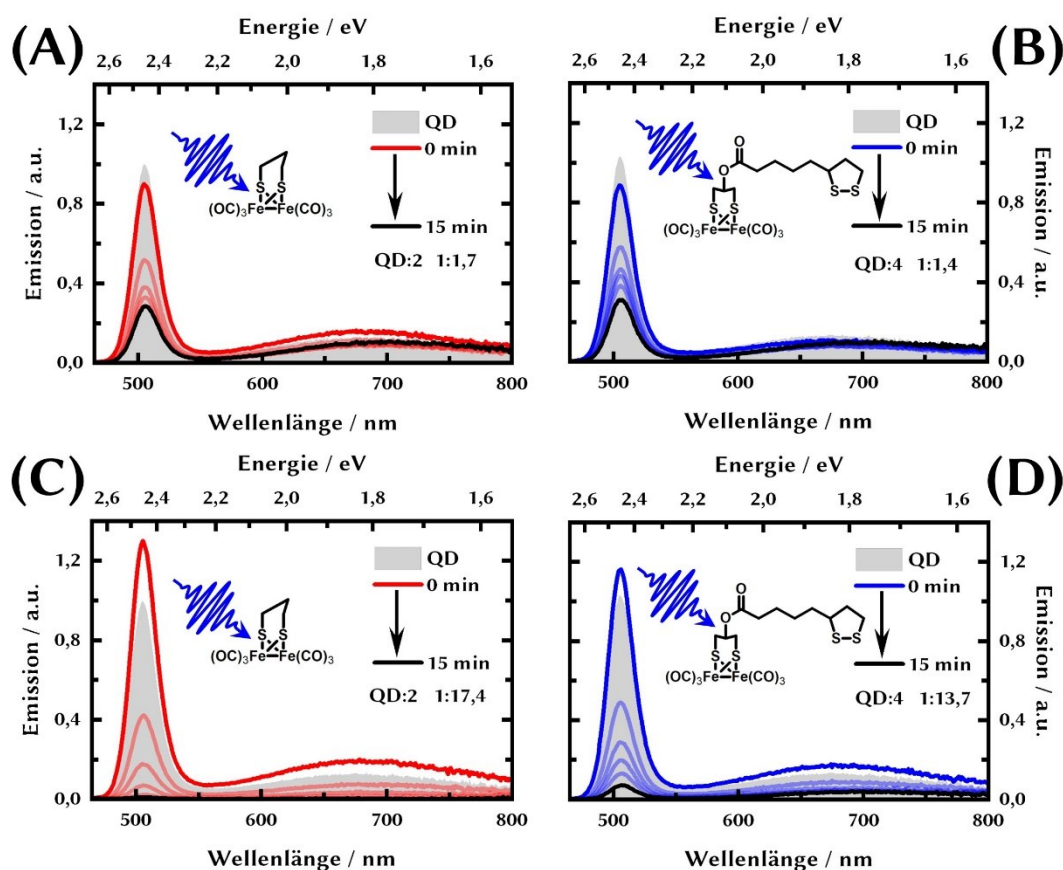 (A)
Energie / eV
2,6 2,4 2,2 2,0 1,8 1,6
Emission / a.u.
1,2
0,8
0,4
0,0
QD
0 min
15 min
QD:2 1:1,7
S S
(OC)₃Fe Fe(CO)₃
500 600 700 800
Wellenlänge / nm
(B)
Energie / eV
2,6 2,4 2,2 2,0 1,8 1,6
Emission / a.u.
1,2
0,8
0,4
0,0
QD
0 min
15 min
QD:4 1:1,4
O
O
S S
S S
(OC)₃Fe Fe(CO)₃
500 600 700 800
Wellenlänge / nm
(C)
Energie / eV
2,6 2,4 2,2 2,0 1,8 1,6
Emission / a.u.
1,2
0,8
0,4
0,0
QD
0 min
15 min
QD:2 1:17,4
S S
(OC)₃Fe Fe(CO)₃
500 600 700 800
Wellenlänge / nm
(D)
Energie / eV
2,6 2,4 2,2 2,0 1,8 1,6
Emission / a.u.
1,2
0,8
0,4
0,0
QD
0 min
15 min
QD:4 1:13,7
O
O
S S
S S
(OC)₃Fe Fe(CO)₃
500 600 700 800
Wellenlänge / nm